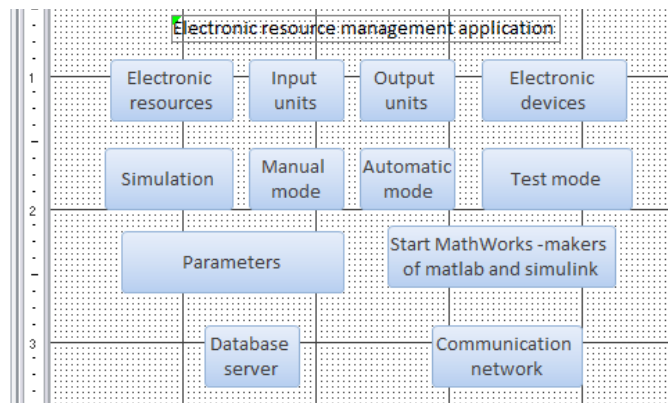 Electronic resource management application
1
Electronic Input Output Electronic
resources units units devices
Simulation Manual Automatic Test mode
mode mode
2
Parameters Start MathWorks -makers
of matlab and simulink
3
Database Communication
server network